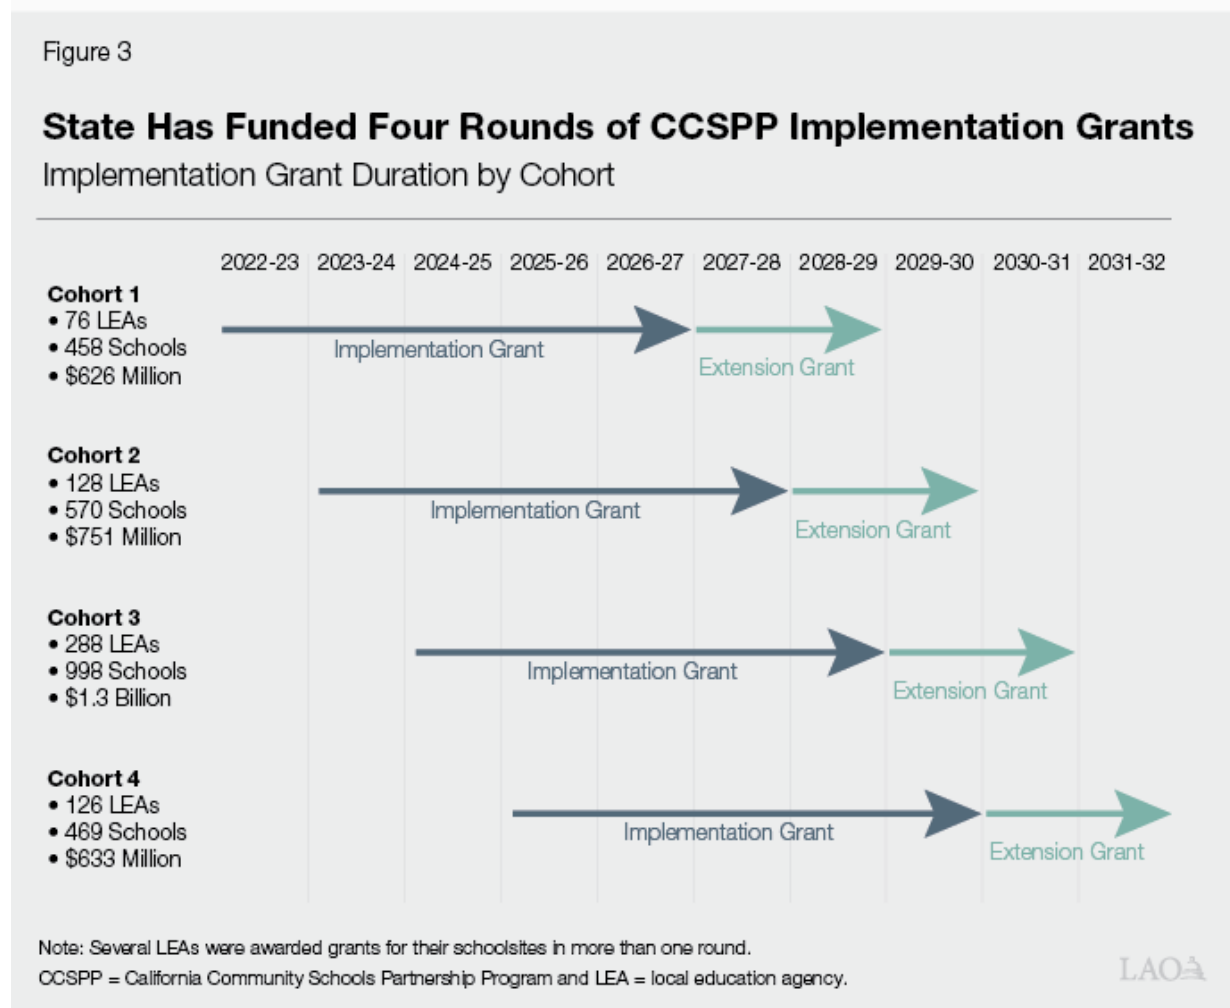 Figure 3
State Has Funded Four Rounds of CCSPP Implementation Grants
Implementation Grant Duration by Cohort
2022-23 2023-24 2024-25 2025-26 2026-27 2027-28 2028-29 2029-30 2030-31 2031-32
Cohort 1
• 76 LEAs
• 458 Schools
• $626 Million
Implementation Grant
Extension Grant
Cohort 2
• 128 LEAs
• 570 Schools
• $751 Million
Implementation Grant
Extension Grant
Cohort 3
• 288 LEAs
• 998 Schools
• $1.3 Billion
Implementation Grant
Extension Grant
Cohort 4
• 126 LEAs
• 469 Schools
• $633 Million
Implementation Grant
Extension Grant
Note: Several LEAs were awarded grants for their schoolsites in more than one round.
CCSPP = California Community Schools Partnership Program and LEA = local education agency.
LAO